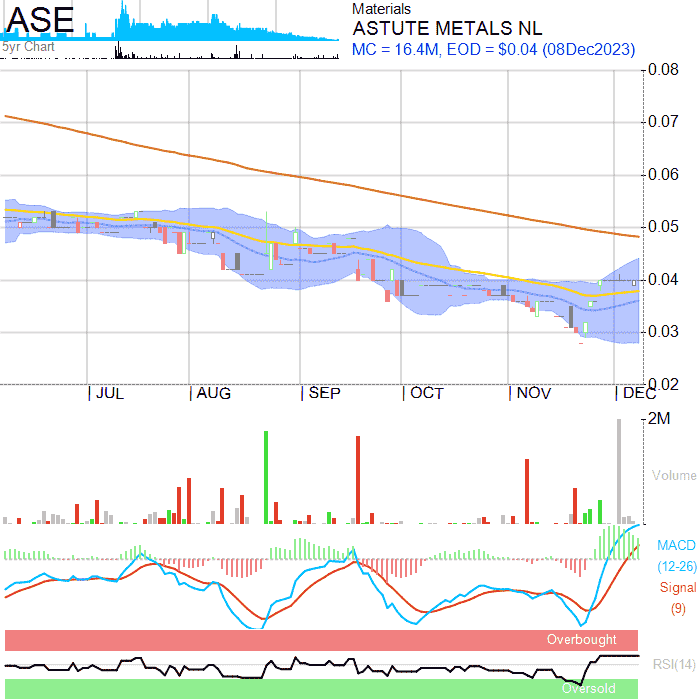 ASE
5yr Chart
Materials
ASTUTE METALS NL
MC = 16.4M, EOD = $0.04 (08Dec2023)
0.08
0.07
0.06
0.05
0.04
0.03
0.02
JUL AUG SEP OCT NOV DEC
2M
Volume
MACD
(12-26)
Signal
(9)
Overbought
RSI(14)
Oversold